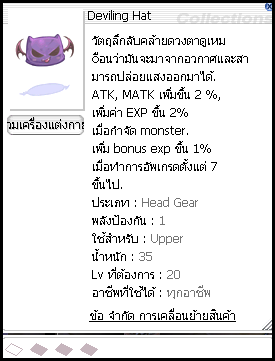 Deviling Hat
Collection
วัตถุลึกลับคล้ายดวงตาดูเหม
ือนว่ามันจะมาจากอวกาศและสา
มารถปล่อยแสงออกมาได้.
ATK, MATK เพิ่มขึ้น 2 %,
เพิ่มค่า EXP ขึ้น 2%
เมื่อกำจัด monster.
เพิ่ม bonus exp ขึ้น 1%
เมื่อทำการอัพเกรดตั้งแต่ 7
ขึ้นไป.
ประเภท : Head Gear
พลังป้องกัน : 1
ใช้สำหรับ : Upper
น้ำหนัก : 35
Lv ที่ต้องการ : 20
อาชีพที่ใช้ได้ : ทุกอาชีพ
วมเครื่องแต่งกาย
ข้อ จำกัด การเคลื่อนย้ายสินค้า